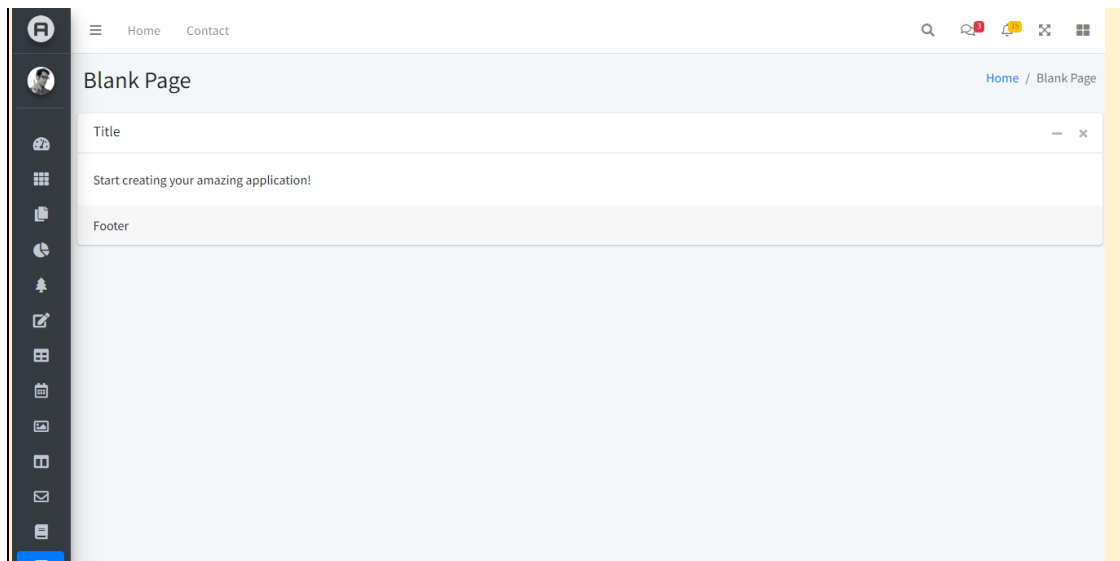 Home Contact 3 15
Blank Page
Home / Blank Page
Title
Start creating your amazing application!
Footer